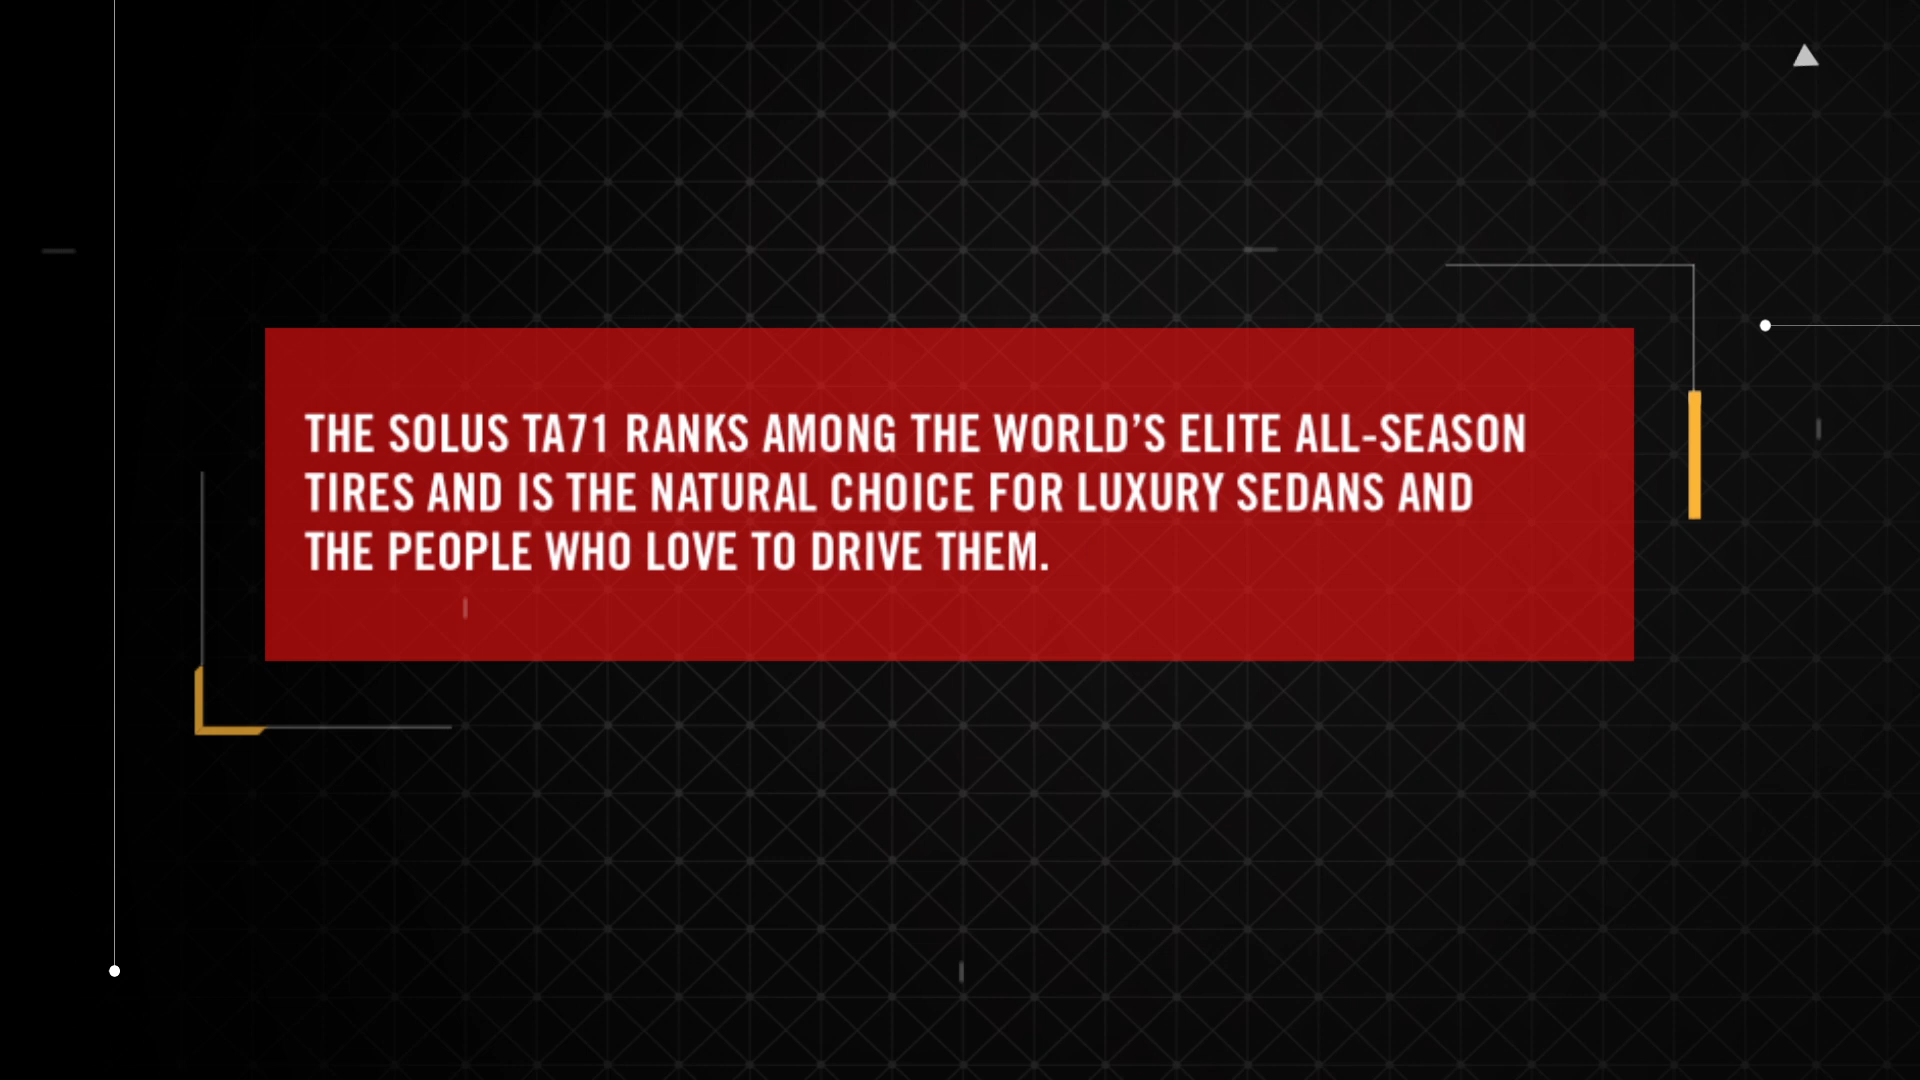 THE SOLUS TA71 RANKS AMONG THE WORLD’S ELITE ALL-SEASON
TIRES AND IS THE NATURAL CHOICE FOR LUXURY SEDANS AND
THE PEOPLE WHO LOVE TO DRIVE THEM.